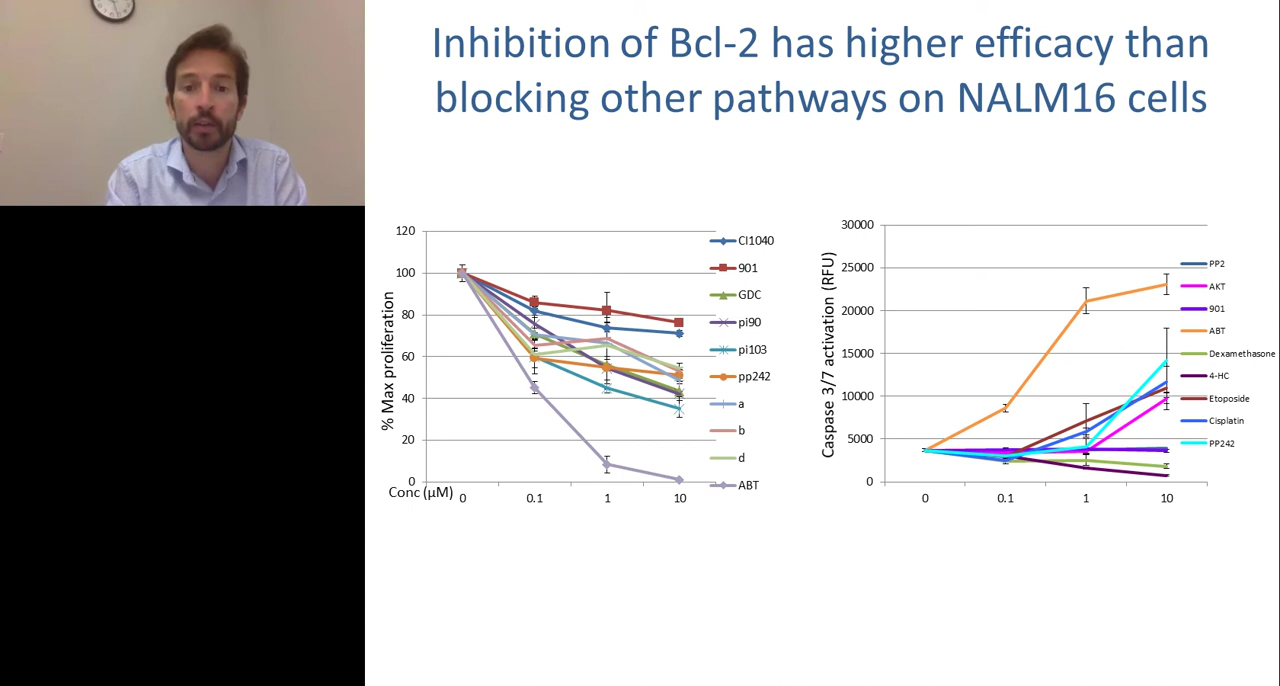 Inhibition of Bcl-2 has higher efficacy than
blocking other pathways on NALM16 cells
% Max proliferation
120
100
80
60
40
20
0
Conc (µM)
0
0.1
1
10
CI1040
901
GDC
pi90
pi103
pp242
a
b
d
ABT
Caspase 3/7 activation (RFU)
30000
25000
20000
15000
10000
5000
0
0
0.1
1
10
PP2
AKT
901
ABT
Dexamethasone
4-HC
Etoposide
Cisplatin
PP242